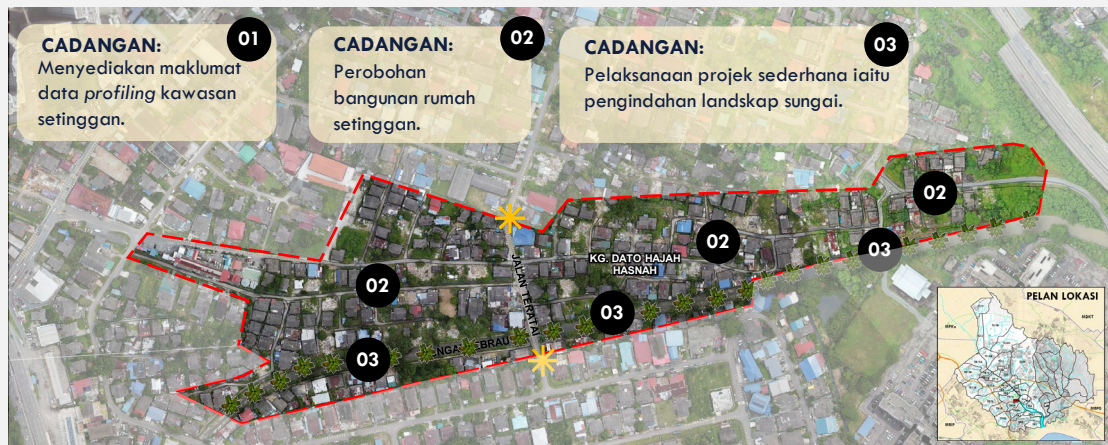 CADANGAN:
01
Menyediakan maklumat
data profiling kawasan
setinggan.
CADANGAN:
02
Perobohan
bangunan rumah
setinggan.
CADANGAN:
03
Pelaksanaan projek sederhana iaitu
pengindahan landskap sungai.
02
02
03
KG. DATO HAJAH
HASNAH
JALAN TERATAI
02
03
03
PELAN LOKASI